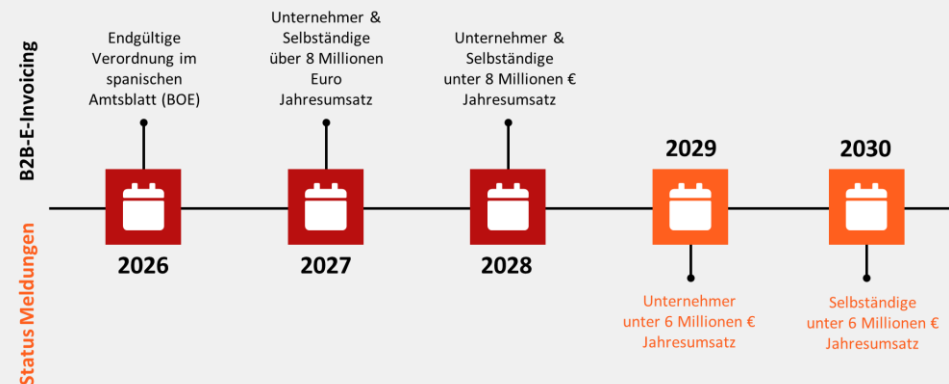 B2B-E-Invoicing
Endgültige
Verordnung im
spanischen
Amtsblatt (BOE)
2026
Unternehmer &
Selbständige
über 8 Millionen
Euro
Jahresumsatz
2027
Unternehmer &
Selbständige
unter 8 Millionen €
Jahresumsatz
2028
Status Meldungen
2029
Unternehmer
unter 6 Millionen €
Jahresumsatz
2030
Selbständige
unter 6 Millionen €
Jahresumsatz